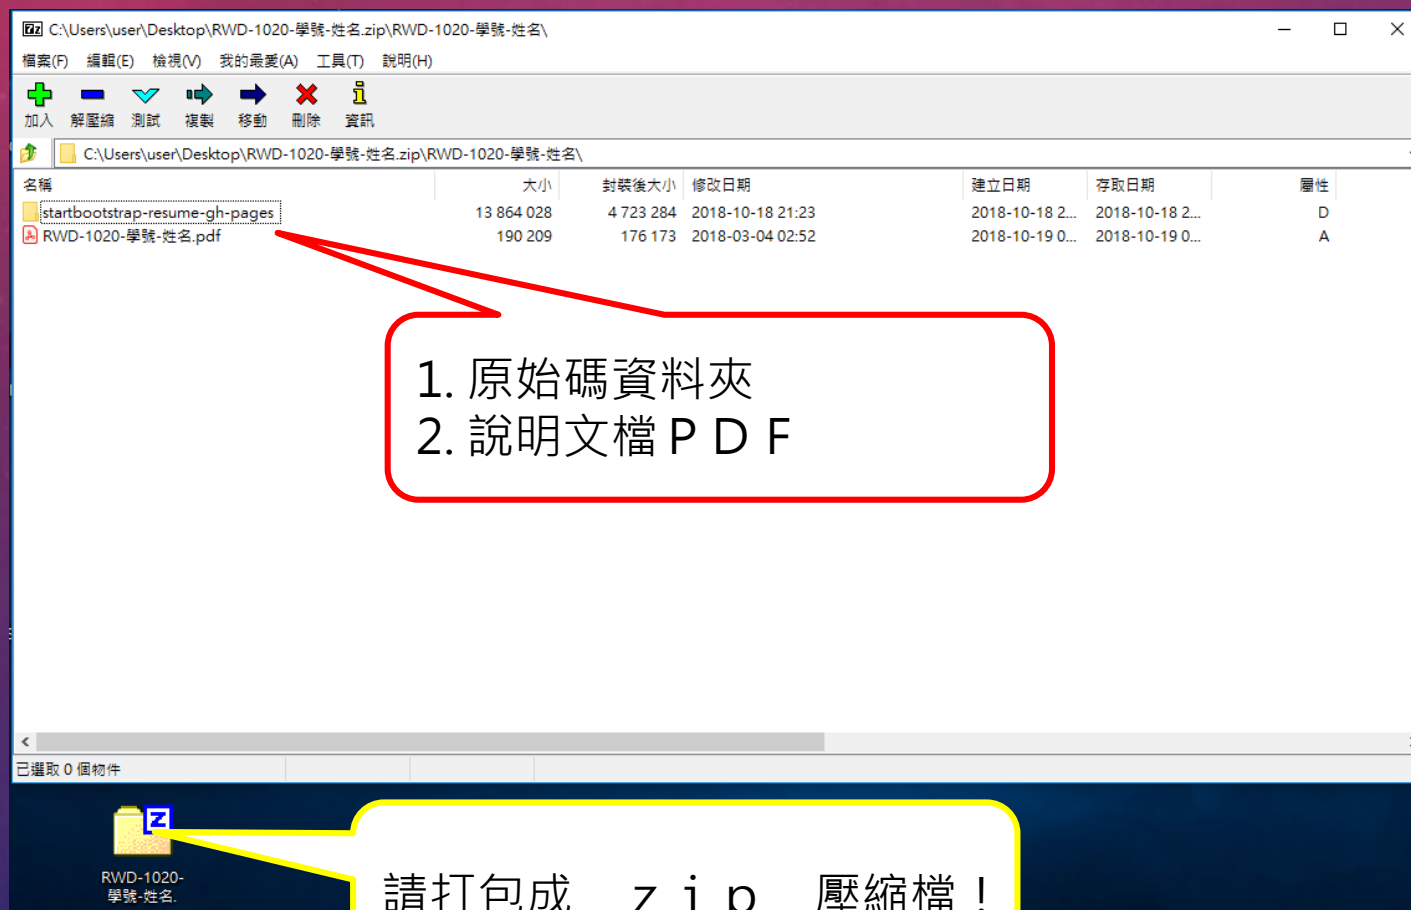 C:\Users\user\Desktop\RWD-1020-學號-姓名.zip\RWD-1020-學號-姓名\
檔案(F) 編輯(E) 檢視(V) 我的最愛(A) 工具(T) 說明(H)
加入 解壓縮 測試 複製 移動 刪除 資訊
C:\Users\user\Desktop\RWD-1020-學號-姓名.zip\RWD-1020-學號-姓名\
名稱 大小 封裝後大小 修改日期 建立日期 存取日期 屬性
startbootstrap-resume-gh-pages 13 864 028 4 723 284 2018-10-18 21:23 2018-10-18 2... 2018-10-18 2... D
RWD-1020-學號-姓名.pdf 190 209 176 173 2018-03-04 02:52 2018-10-19 0... 2018-10-19 0... A
1. 原始碼資料夾
2. 說明文檔ＰＤＦ
已選取 0 個物件
RWD-1020-
學號-姓名.
請打包成　ｚｉｐ　壓縮檔！